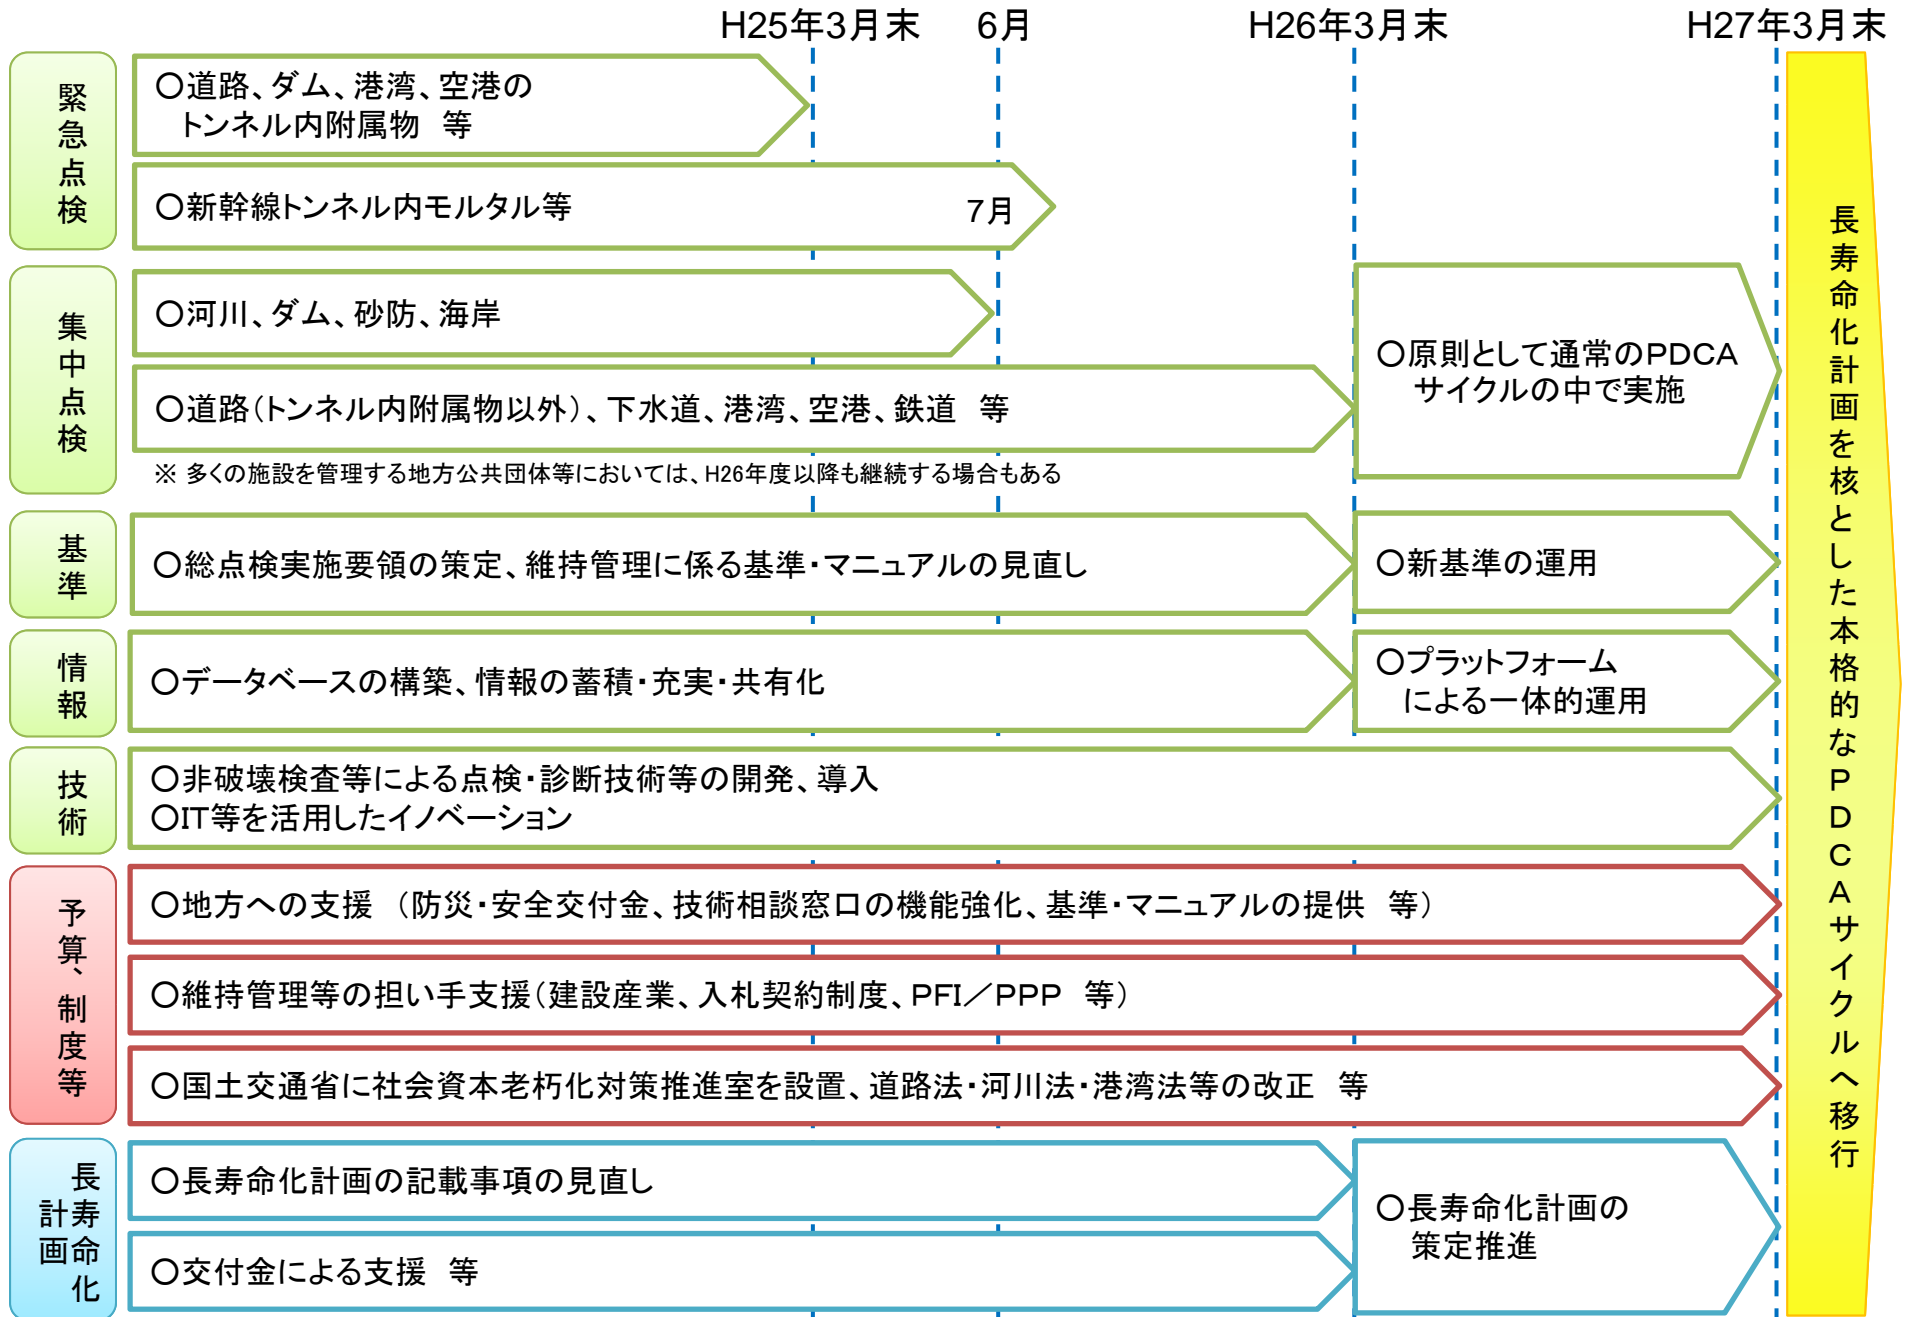 H25年3月末
6月
H26年3月末
H27年3月末
緊急点検
〇道路、ダム、港湾、空港の
トンネル内附属物　等
〇新幹線トンネル内モルタル等
7月
集中点検
〇河川、ダム、砂防、海岸
〇道路（トンネル内附属物以外）、下水道、港湾、空港、鉄道　等
※ 多くの施設を管理する地方公共団体等においては、H26年度以降も継続する場合もある
〇原則として通常のPDCA
サイクルの中で実施
基準
〇総点検実施要領の策定、維持管理に係る基準・マニュアルの見直し
〇新基準の運用
情報
〇データベースの構築、情報の蓄積・充実・共有化
〇プラットフォーム
による一体的運用
技術
〇非破壊検査等による点検・診断技術等の開発、導入
〇IT等を活用したイノベーション
予算、制度等
〇地方への支援　（防災・安全交付金、技術相談窓口の機能強化、基準・マニュアルの提供　等）
〇維持管理等の担い手支援（建設産業、入札契約制度、PFI／PPP　等）
〇国土交通省に社会資本老朽化対策推進室を設置、道路法・河川法・港湾法等の改正　等
長寿命化
計画
〇長寿命化計画の記載事項の見直し
〇交付金による支援　等
〇長寿命化計画の
策定推進
長寿命化計画を核とした本格的なPDCAサイクルへ移行